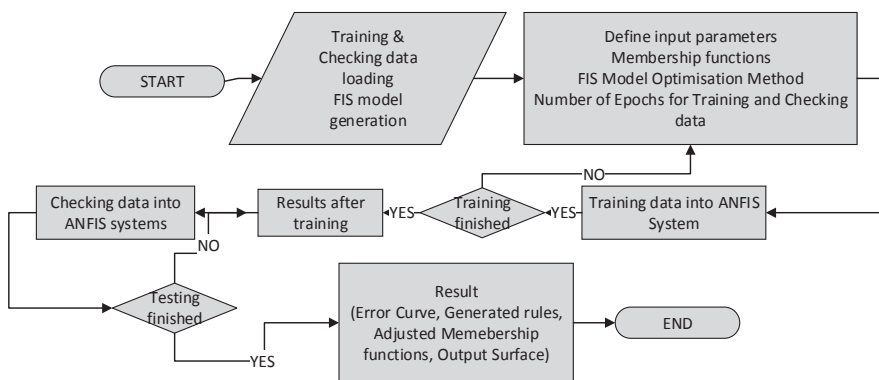 START
Training &
Checking data
loading
FIS model
generation
Define input parameters
Membership functions
FIS Model Optimisation Method
Number of Epochs for Training and Checking
data
NO
Checking data into
ANFIS systems
Results after
training
YES
Training
finished
YES
Training data into ANFIS
System
NO
Testing
finished
YES
Result
(Error Curve, Generated rules,
Adjusted Memebership
functions, Output Surface)
END